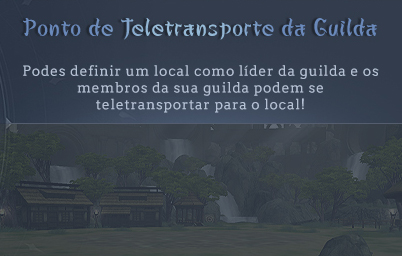 Ponto de Teletransporte da Guilda
Podes definir um local como líder da guilda e os
membros da sua guilda podem se
teletransportar para o local!